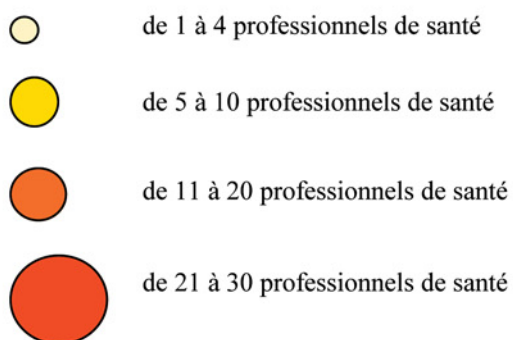 de 1 à 4 professionnels de santé
de 5 à 10 professionnels de santé
de 11 à 20 professionnels de santé
de 21 à 30 professionnels de santé